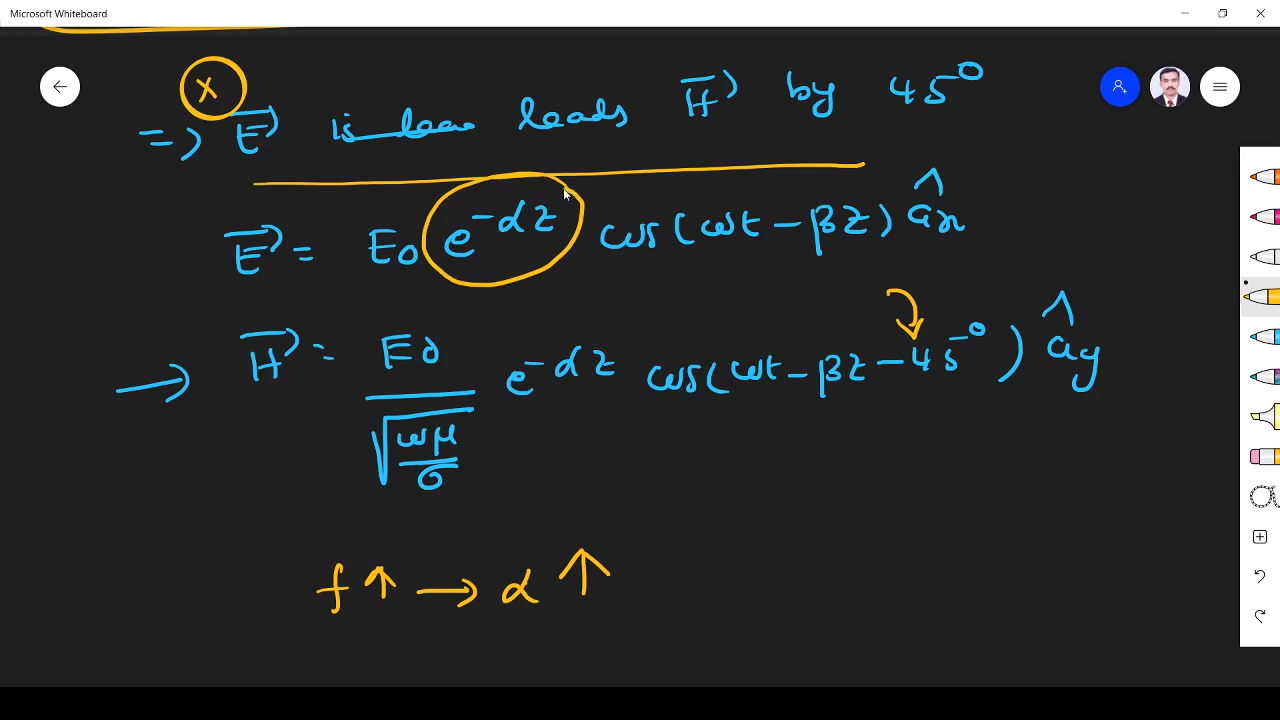 Microsoft Whiteboard
x
=> E⃗ is lea leads H⃗ by 45°
E⃗ = E0 e^-αz cos(ωt - βz) âx
→ H⃗ = E0/√(ωμ/σ) e^-αz cos(ωt - βz - 45°) ây
f↑ → α↑